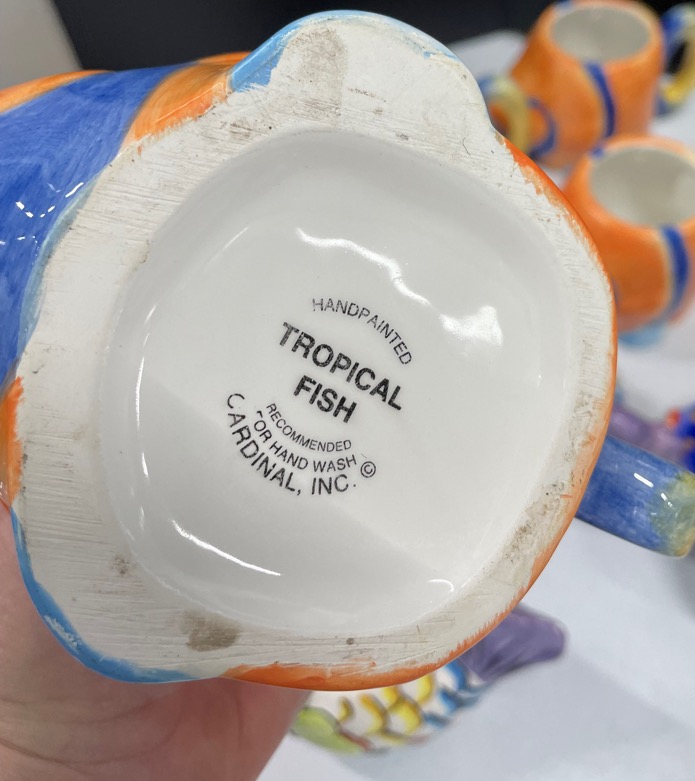 HANDPAINTED
TROPICAL
FISH
RECOMMENDED
FOR HAND WASH
CARDINAL, INC. ©